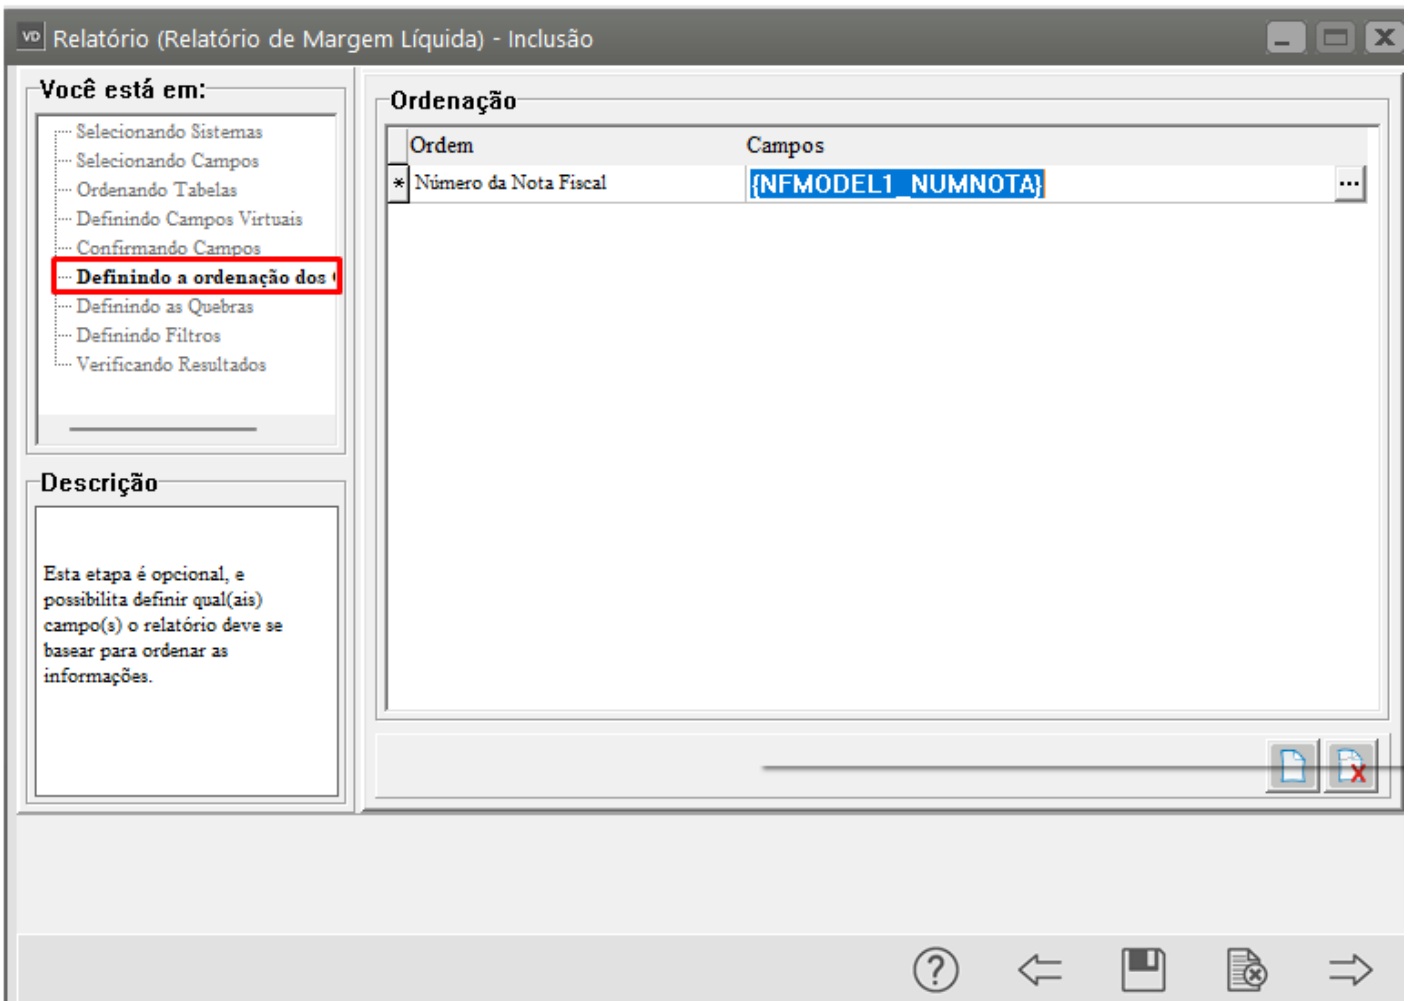 VD Relatório (Relatório de Margem Líquida) - Inclusão
Você está em:
Selecionando Sistemas
Selecionando Campos
Ordenando Tabelas
Definindo Campos Virtuais
Confirmando Campos
Definindo a ordenação dos
Definindo as Quebras
Definindo Filtros
Verificando Resultados
Descrição
Esta etapa é opcional, e
possibilita definir qual(ais)
campo(s) o relatório deve se
basear para ordenar as
informações.
Ordenação
Ordem Campos
* Número da Nota Fiscal {NFMODEL1_NUMNOTA} ...